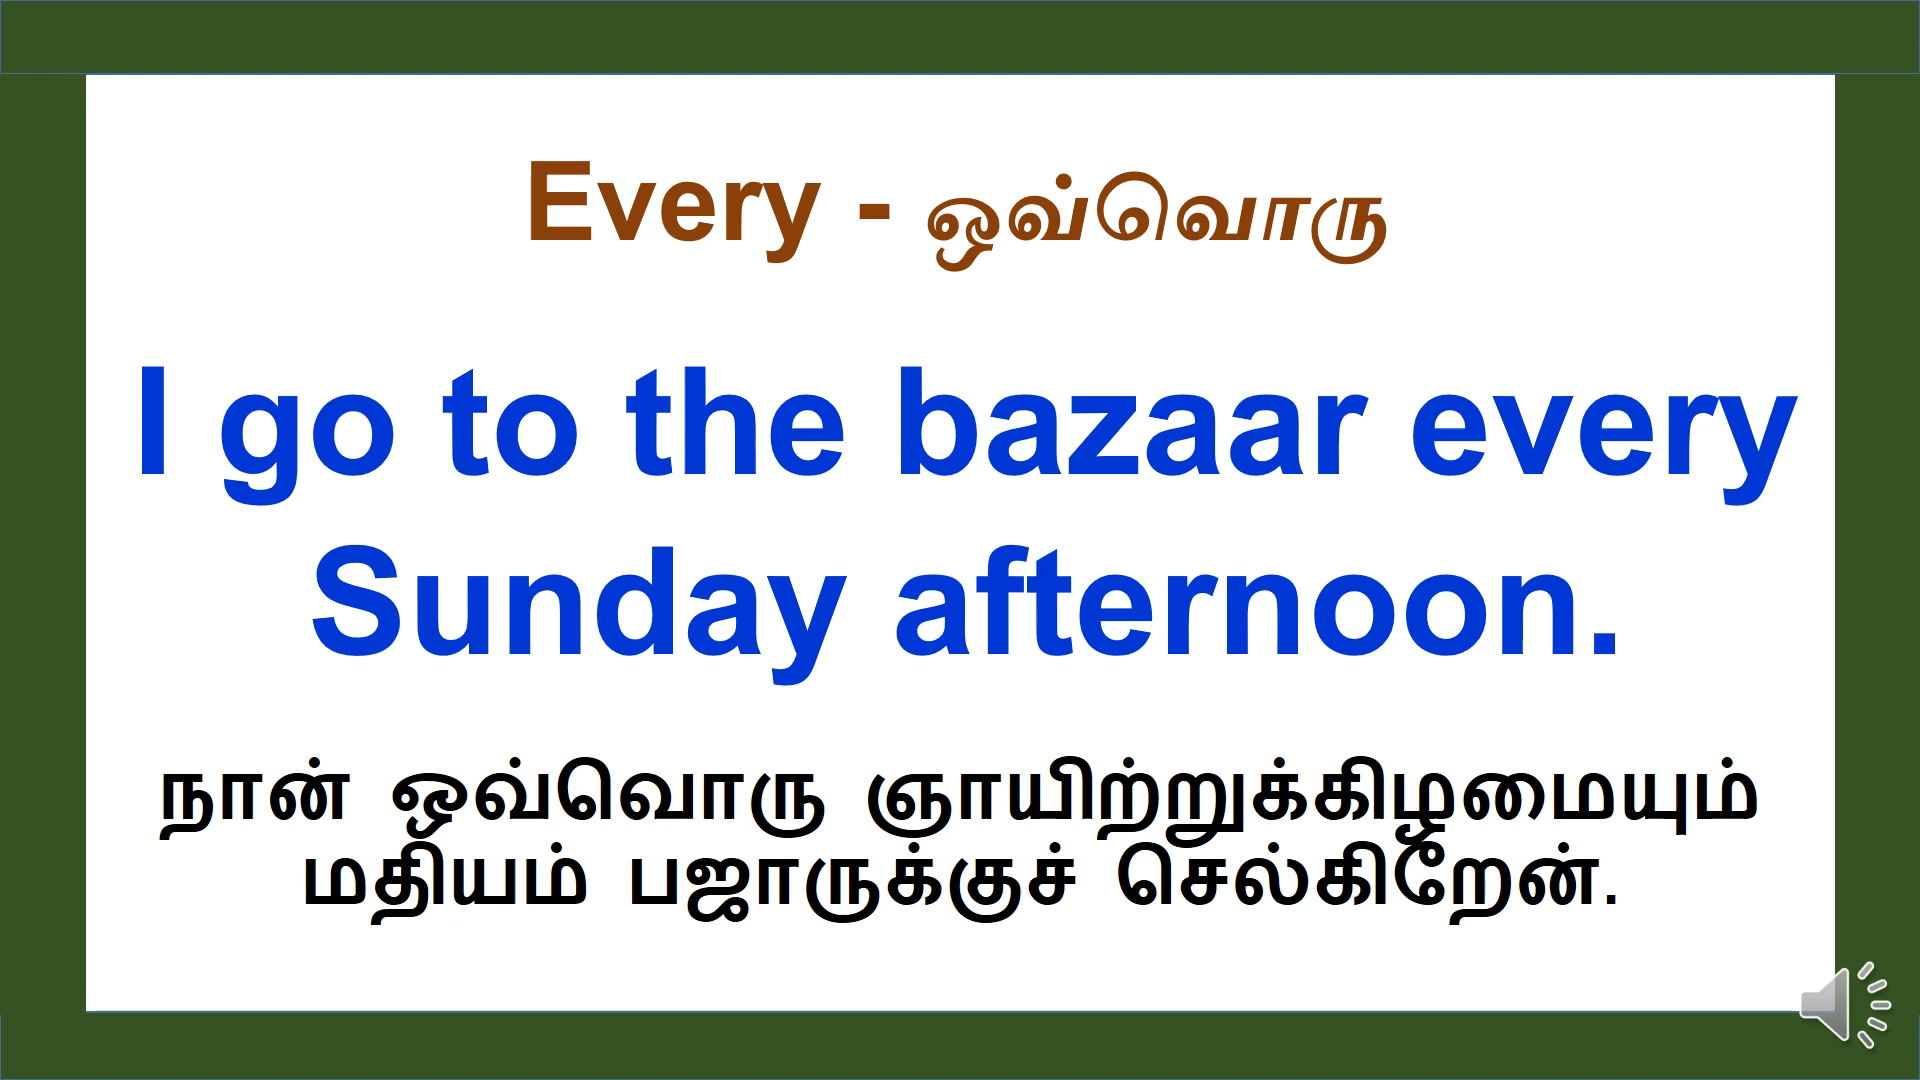 Every - ஒவ்வொரு
I go to the bazaar every
Sunday afternoon.
நான் ஒவ்வொரு ஞாயிற்றுக்கிழமையும்
மதியம் பஜாருக்குச் செல்கிறேன்.